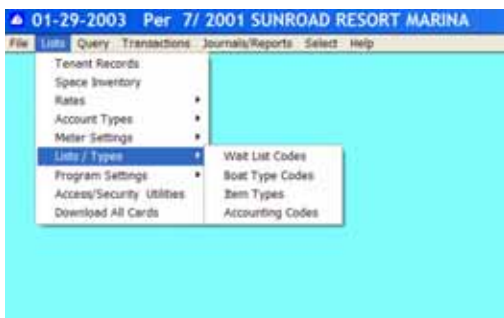 01-29-2003 Per 7/ 2001 SUNROAD RESORT MARINA
File Lists Query Transactions Journals/Reports Select Help
Tenant Records
Space Inventory
Rates
Account Types
Meter Settings
Lists / Types
Wait List Codes
Program Settings
Boat Type Codes
Access/Security Utilities
Item Types
Download All Cards
Accounting Codes